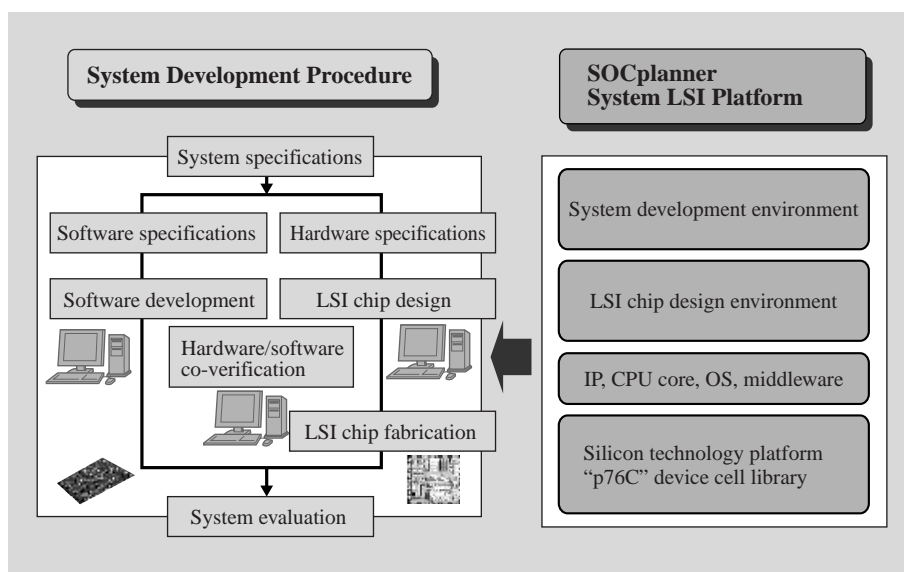 System Development Procedure
SOCplanner
System LSI Platform
System specifications
Software specifications
Hardware specifications
Software development
LSI chip design
Hardware/software
co-verification
LSI chip fabrication
System evaluation
System development environment
LSI chip design environment
IP, CPU core, OS, middleware
Silicon technology platform
“p76C” device cell library